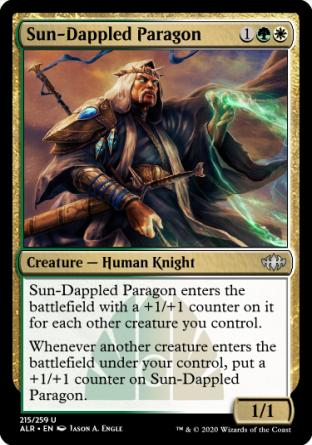 Sun-Dappled Paragon 1
Creature — Human Knight
Sun-Dappled Paragon enters the
battlefield with a +1/+1 counter on it
for each other creature you control.
Whenever another creature enters the
battlefield under your control, put a
+1/+1 counter on Sun-Dappled
Paragon.
1/1
215/259 U
ALR • EN JASON A. ENGLE ™ & © 2020 Wizards of the Coast